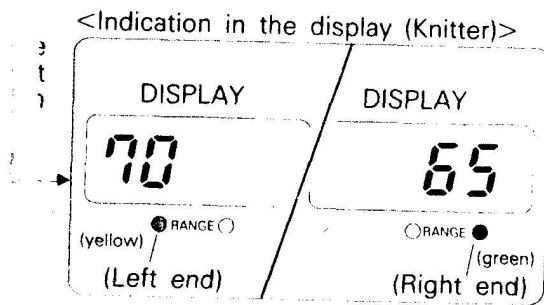 <Indication in the display (Knitter)>
t
DISPLAY
DISPLAY
70
65
RANGE
RANGE
(yellow)
(green)
(Left end)
(Right end)